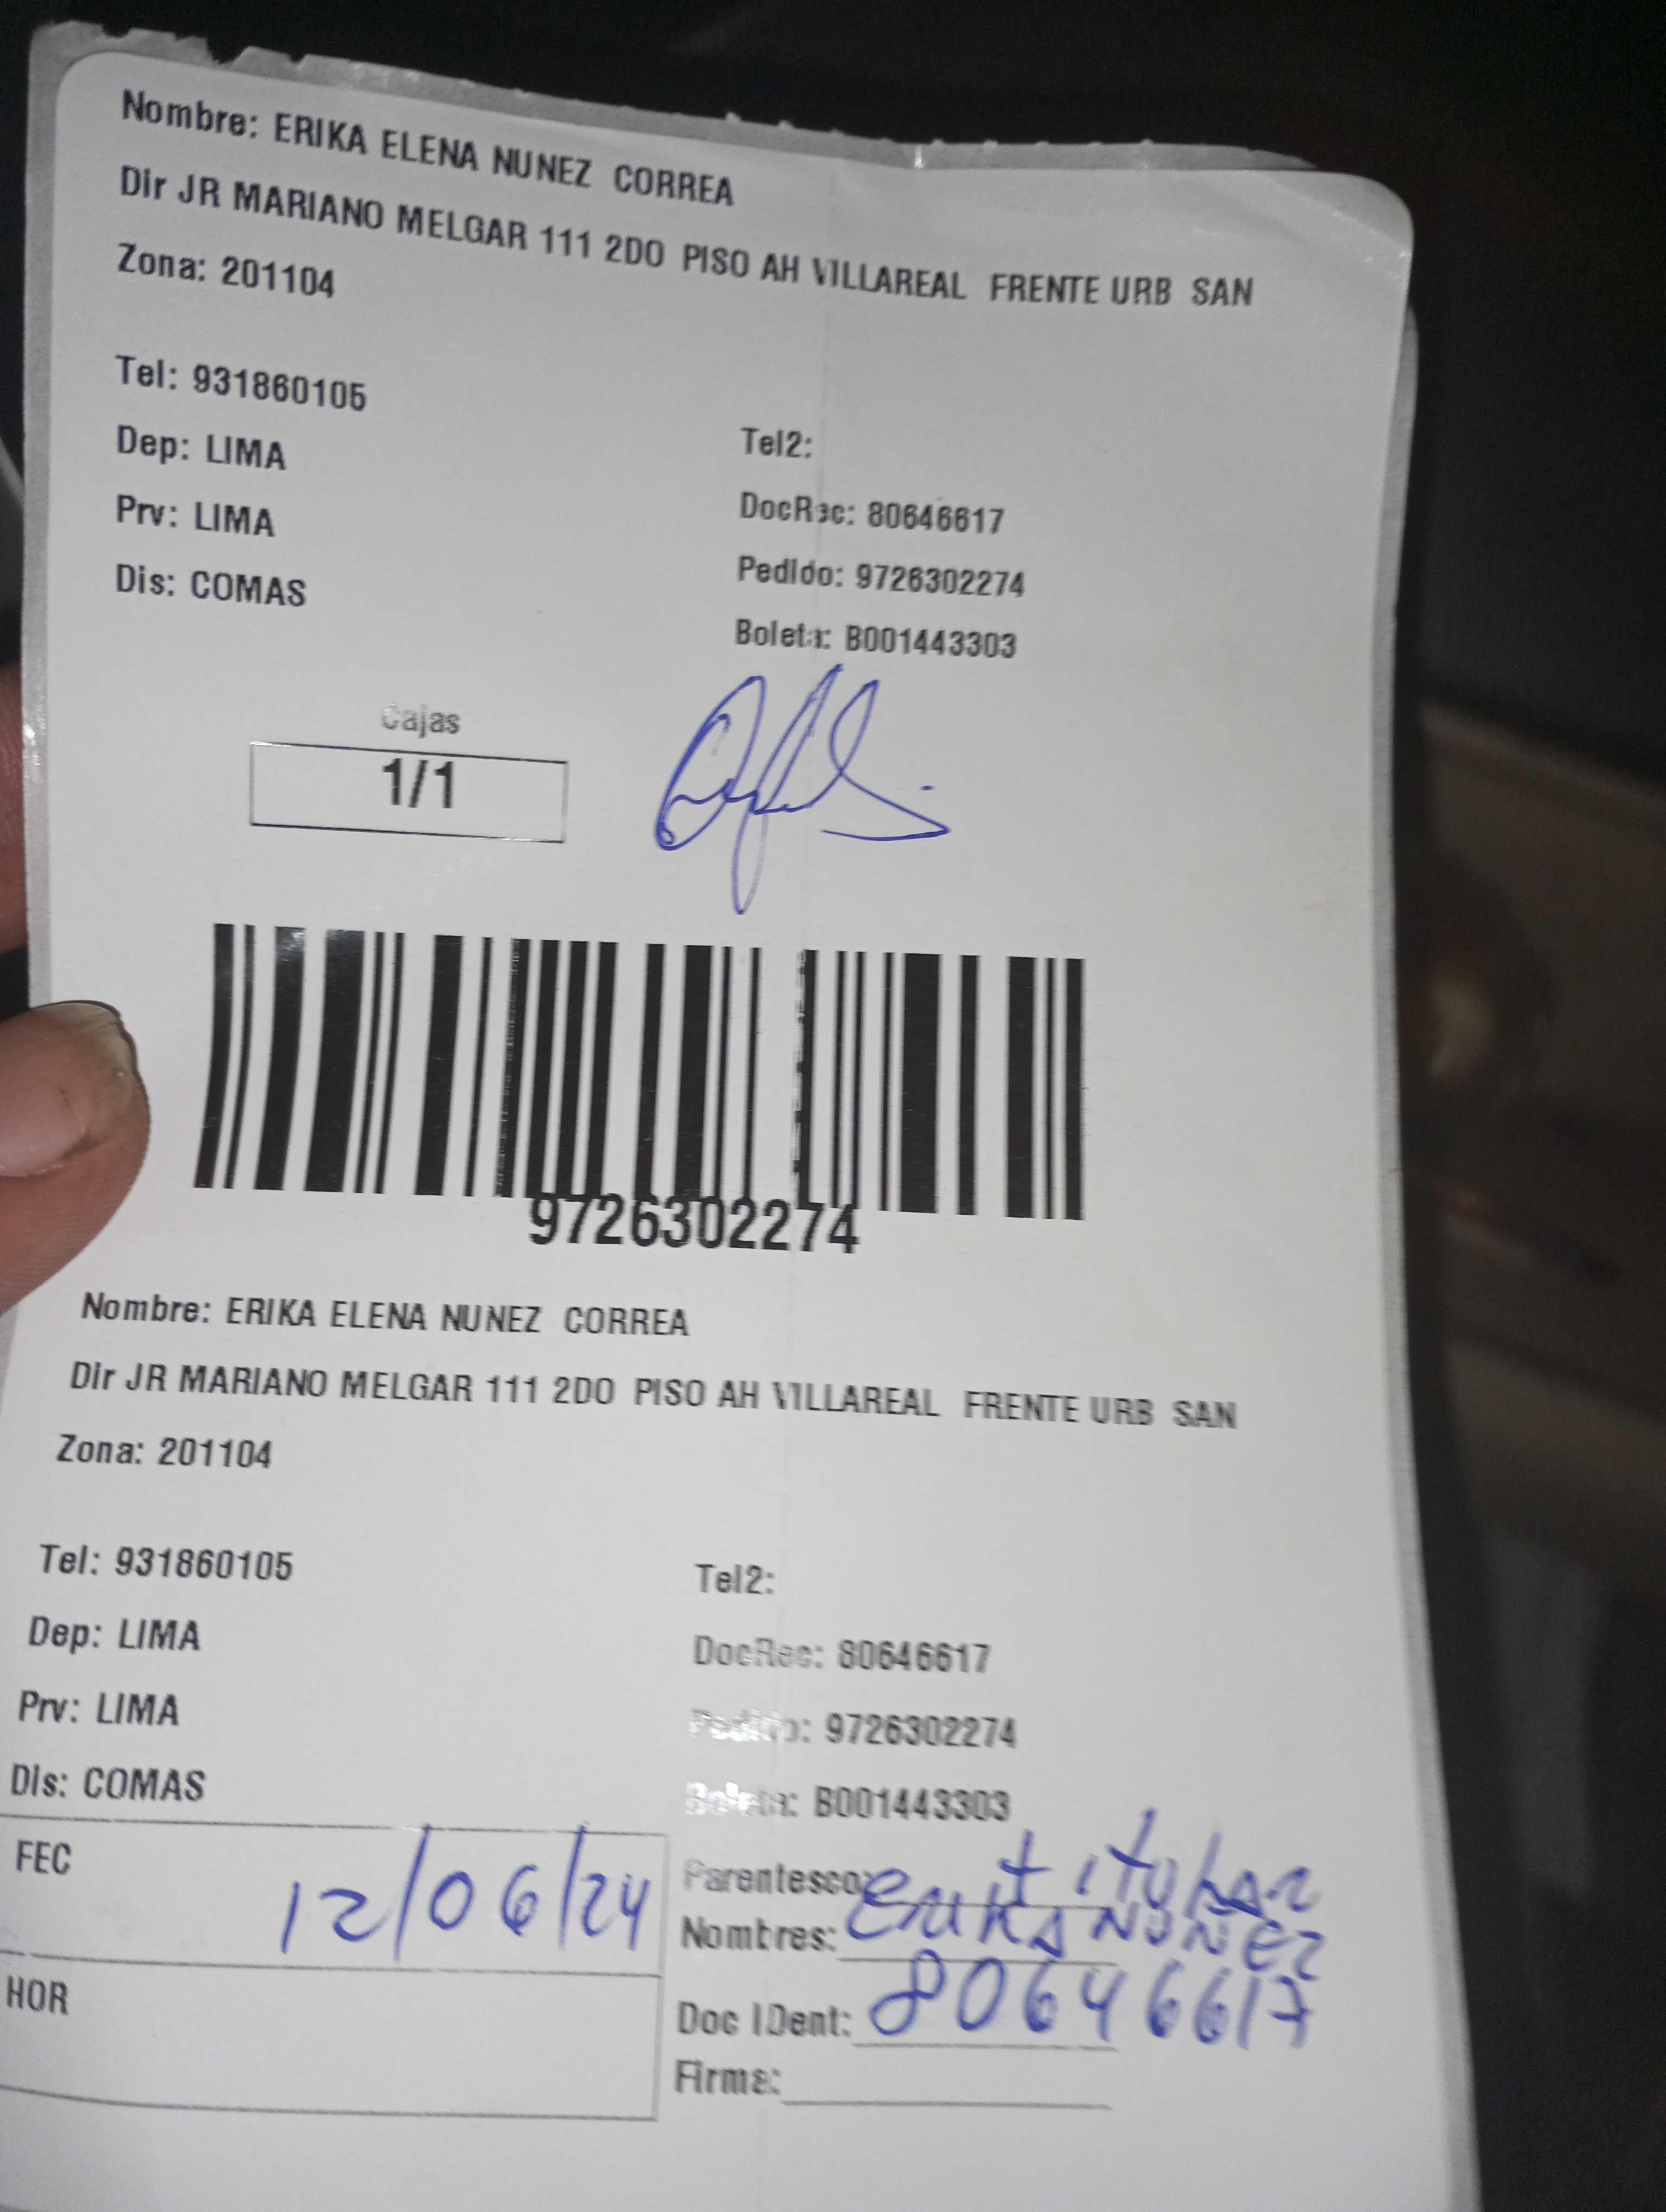 Nombre: ERIKA ELENA NUNEZ CORREA
Dir JR MARIANO MELGAR 111 2DO PISO AH VILLAREAL FRENTE URB SAN
Zona: 201104
Tel: 931860105
Tel2:
Dep: LIMA
DocRec: 80646617
Prv: LIMA
Pedido: 9726302274
Dis: COMAS
Boleta: B001443303
Cajas
1/1
9726302274
Nombre: ERIKA ELENA NUNEZ CORREA
Dir JR MARIANO MELGAR 111 2DO PISO AH VILLAREAL FRENTE URB SAN
Zona: 201104
Tel: 931860105
Tel2:
Dep: LIMA
DocRec: 80646617
Prv: LIMA
Pedido: 9726302274
Dis: COMAS
Boleta: B001443303
FEC 12/06/24
Parentesco: titular
Nombres: Erika NUÑEZ
HOR
Doc IDent: 80646617
Firma: